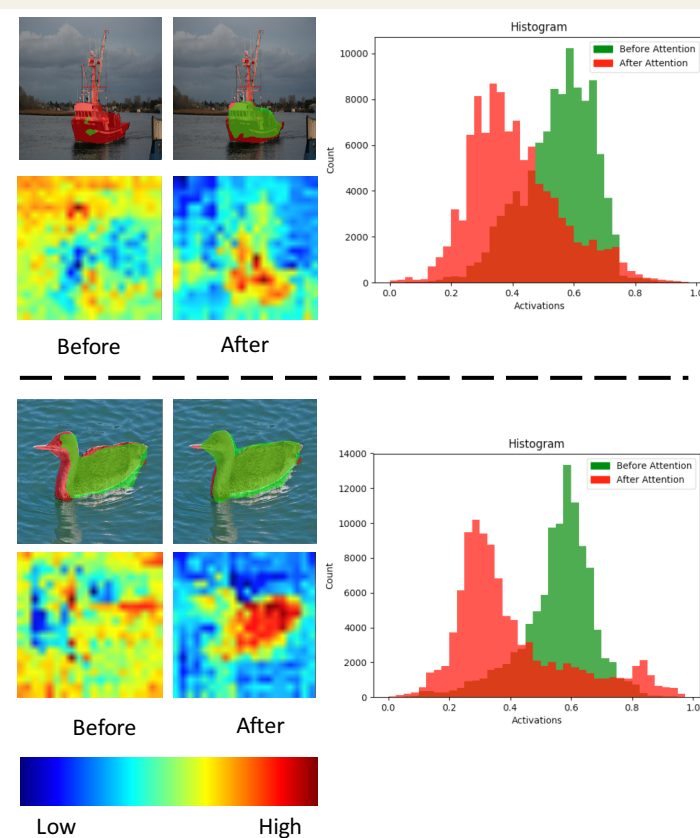 Histogram
Before Attention
After Attention
10000
8000
6000
4000
2000
0
Count
0.0 0.2 0.4 0.6 0.8 1.0
Activations
Before After
Histogram
Before Attention
After Attention
14000
12000
10000
8000
6000
4000
2000
0
Count
0.0 0.2 0.4 0.6 0.8 1.0
Activations
Before After
Low High